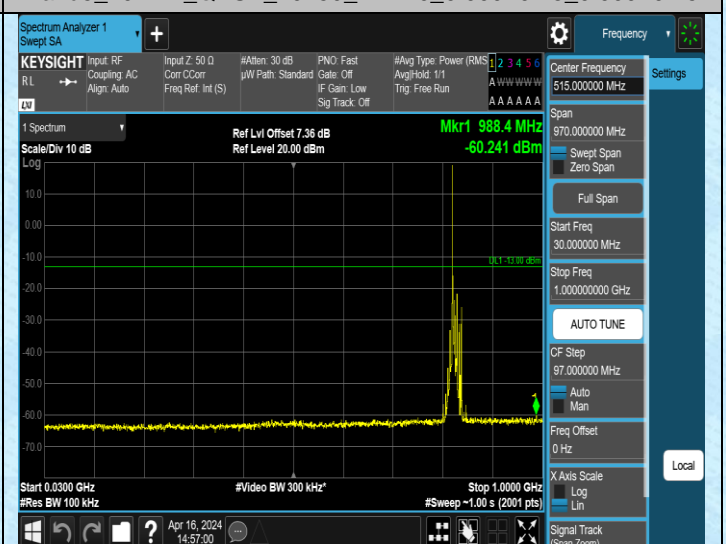 Spectrum Analyzer 1
Swept SA
Frequency
KEYSIGHT
RL
LXI
Input: RF
Coupling: AC
Align: Auto
Input Z: 50 Ω
Corr CCorr
Freq Ref: Int (S)
#Atten: 30 dB
µW Path: Standard
PNO: Fast
Gate: Off
IF Gain: Low
Sig Track: Off
#Avg Type: Power (RMS
Avg|Hold: 1/1
Trig: Free Run
1 2 3 4 5 6
A W W W W W
A A A A A A
Center Frequency
515.000000 MHz
Settings
Span
970.000000 MHz
Swept Span
Zero Span
Full Span
Start Freq
30.000000 MHz
Stop Freq
1.000000000 GHz
AUTO TUNE
CF Step
97.000000 MHz
Auto
Man
Freq Offset
0 Hz
X Axis Scale
Log
Lin
Signal Track
(Span Zoom)
Local
1 Spectrum
Scale/Div 10 dB
Ref Lvl Offset 7.36 dB
Ref Level 20.00 dBm
Mkr1 988.4 MHz
-60.241 dBm
Log
10.0
0.00
-10.0
DL1 -13.00 dBm
-20.0
-30.0
-40.0
-50.0
-60.0
-70.0
1
Start 0.0300 GHz
#Video BW 300 kHz*
Stop 1.0000 GHz
#Res BW 100 kHz
#Sweep ~1.00 s (2001 pts)
?
Apr 16, 2024
14:57:00